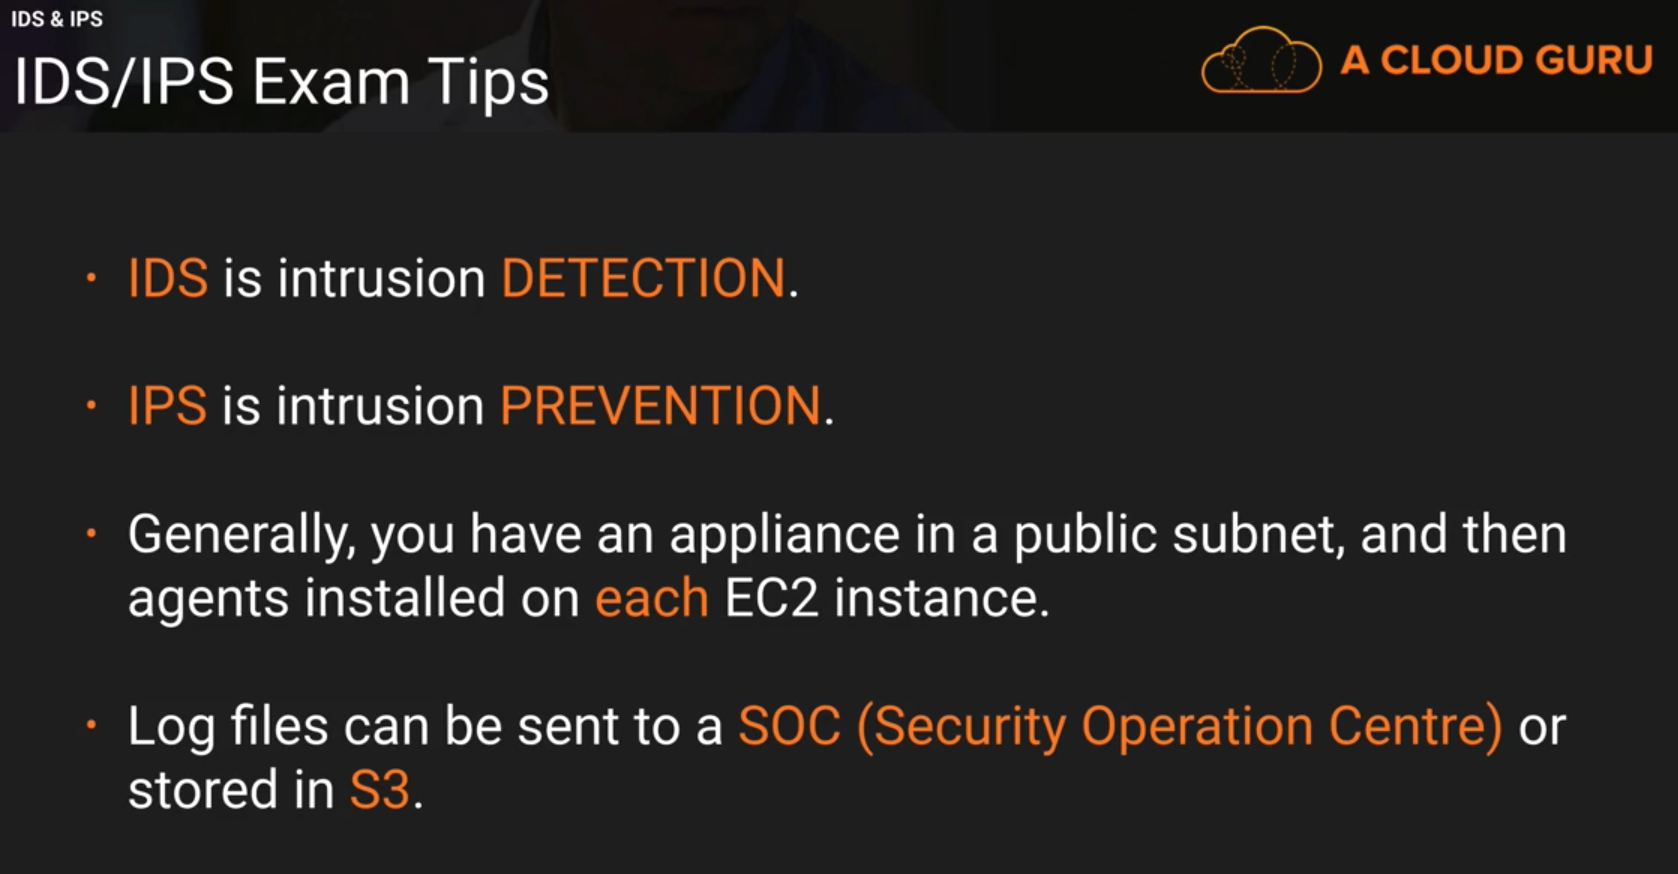 IDS & IPS
IDS/IPS Exam Tips
A CLOUD GURU
• IDS is intrusion DETECTION.
• IPS is intrusion PREVENTION.
• Generally, you have an appliance in a public subnet, and then
agents installed on each EC2 instance.
• Log files can be sent to a SOC (Security Operation Centre) or
stored in S3.